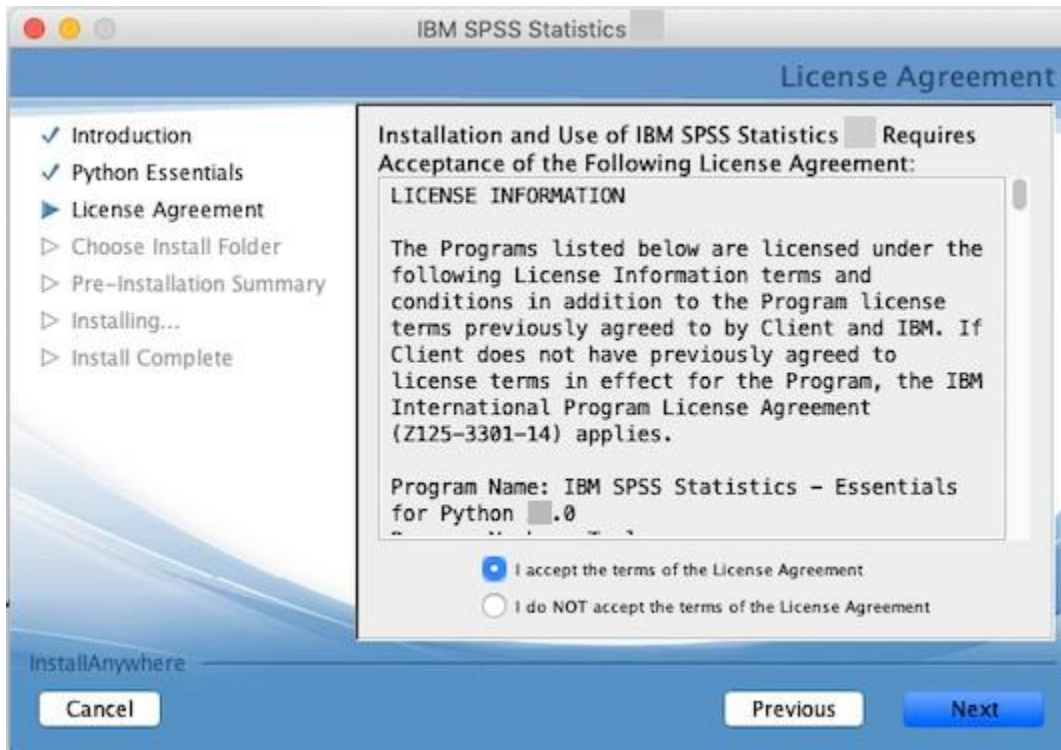 IBM SPSS Statistics
License Agreement
Introduction
Python Essentials
License Agreement
Choose Install Folder
Pre-Installation Summary
Installing...
Install Complete
Installation and Use of IBM SPSS Statistics Requires
Acceptance of the Following License Agreement:
LICENSE INFORMATION
The Programs listed below are licensed under the
following License Information terms and
conditions in addition to the Program license
terms previously agreed to by Client and IBM. If
Client does not have previously agreed to
license terms in effect for the Program, the IBM
International Program License Agreement
(Z125-3301-14) applies.
Program Name: IBM SPSS Statistics - Essentials
for Python .0
I accept the terms of the License Agreement
I do NOT accept the terms of the License Agreement
InstallAnywhere
Cancel
Previous
Next